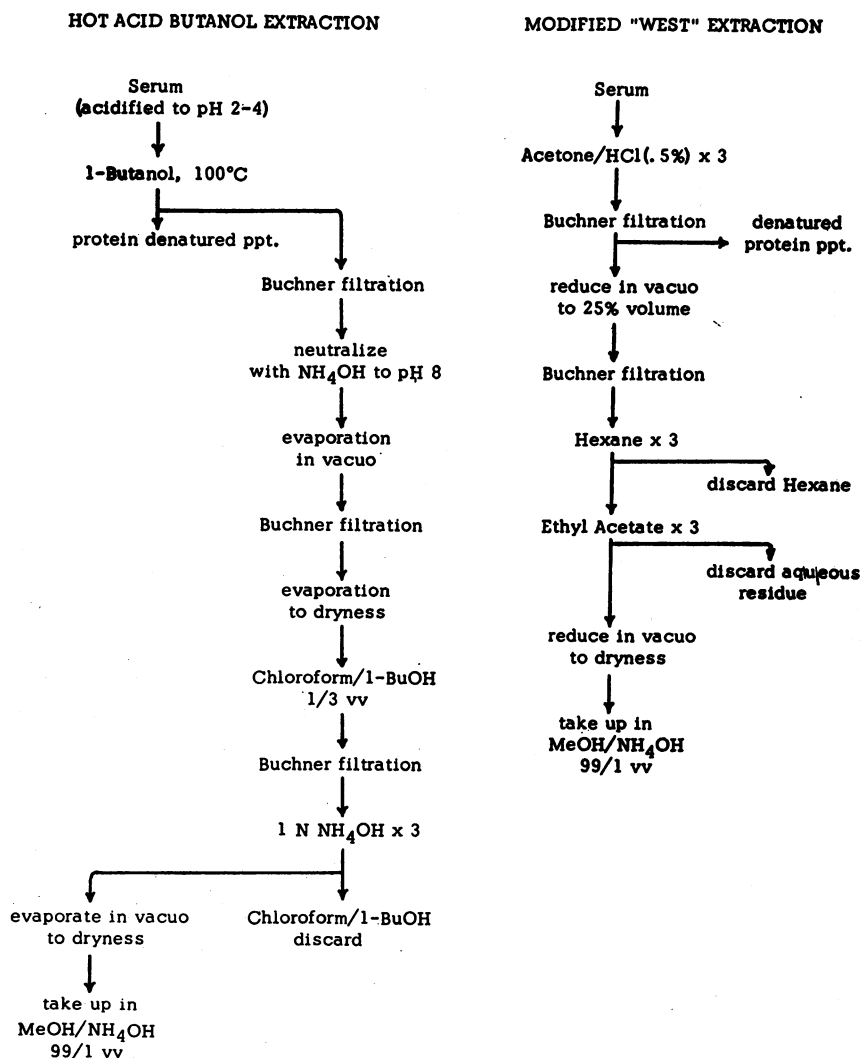 HOT ACID BUTANOL EXTRACTION
Serum
(acidified to pH 2-4)
1-Butanol, 100°C
protein denatured ppt.
Buchner filtration
neutralize
with NH4OH to pH 8
evaporation
in vacuo
Buchner filtration
evaporation
to dryness
Chloroform/1-BuOH
1/3 vv
Buchner filtration
1 N NH4OH x 3
evaporate in vacuo
to dryness
Chloroform/1-BuOH
discard
take up in
MeOH/NH4OH
99/1 vv
MODIFIED "WEST" EXTRACTION
Serum
Acetone/HCl(.5%) x 3
Buchner filtration
denatured
protein ppt.
reduce in vacuo
to 25% volume
Buchner filtration
Hexane x 3
discard Hexane
Ethyl Acetate x 3
discard aqueous
residue
reduce in vacuo
to dryness
take up in
MeOH/NH4OH
99/1 vv